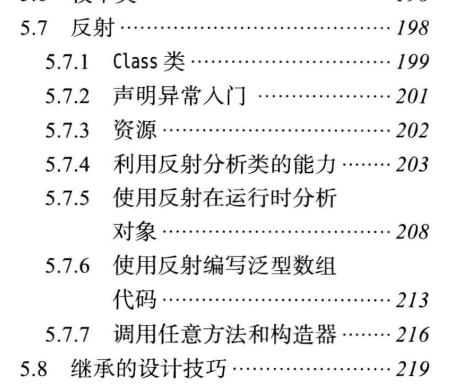 5.7 反射 ⋯⋯⋯⋯⋯⋯⋯⋯⋯⋯ 198
5.7.1 Class 类 ⋯⋯⋯⋯⋯⋯⋯⋯ 199
5.7.2 声明异常入门 ⋯⋯⋯⋯⋯⋯ 201
5.7.3 资源 ⋯⋯⋯⋯⋯⋯⋯⋯⋯ 202
5.7.4 利用反射分析类的能力 ⋯⋯⋯ 203
5.7.5 使用反射在运行时分析
对象 ⋯⋯⋯⋯⋯⋯⋯⋯⋯ 208
5.7.6 使用反射编写泛型数组
代码 ⋯⋯⋯⋯⋯⋯⋯⋯⋯ 213
5.7.7 调用任意方法和构造器 ⋯⋯⋯ 216
5.8 继承的设计技巧 ⋯⋯⋯⋯⋯⋯⋯ 219